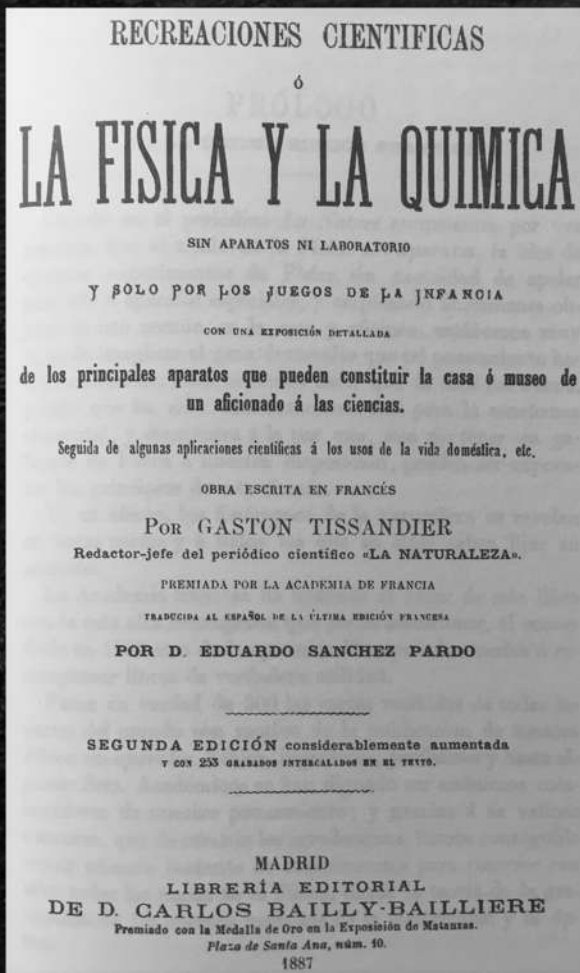 RECREACIONES CIENTIFICAS
ó
LA FISICA Y LA QUIMICA
SIN APARATOS NI LABORATORIO
Y SOLO POR LOS JUEGOS DE LA INFANCIA
CON UNA EXPOSICIÓN DETALLADA
de los principales aparatos que pueden constituir la casa ó museo de
un aficionado á las ciencias.
Seguida de algunas aplicaciones científicas á los usos de la vida doméstica, etc.
OBRA ESCRITA EN FRANCÉS
POR GASTON TISSANDIER
Redactor-jefe del periódico científico «LA NATURALEZA».
PREMIADA POR LA ACADEMIA DE FRANCIA
TRADUCIDA AL ESPAÑOL DE LA ÚLTIMA EDICIÓN FRANCESA
POR D. EDUARDO SANCHEZ PARDO
SEGUNDA EDICIÓN considerablemente aumentada
Y CON 253 GRABADOS INTERCALADOS EN EL TEXTO.
MADRID
LIBRERÍA EDITORIAL
DE D. CARLOS BAILLY-BAILLIERE
Premiado con la Medalla de Oro en la Exposición de Matanzas.
Plaza de Santa Ana, núm. 10.
1887